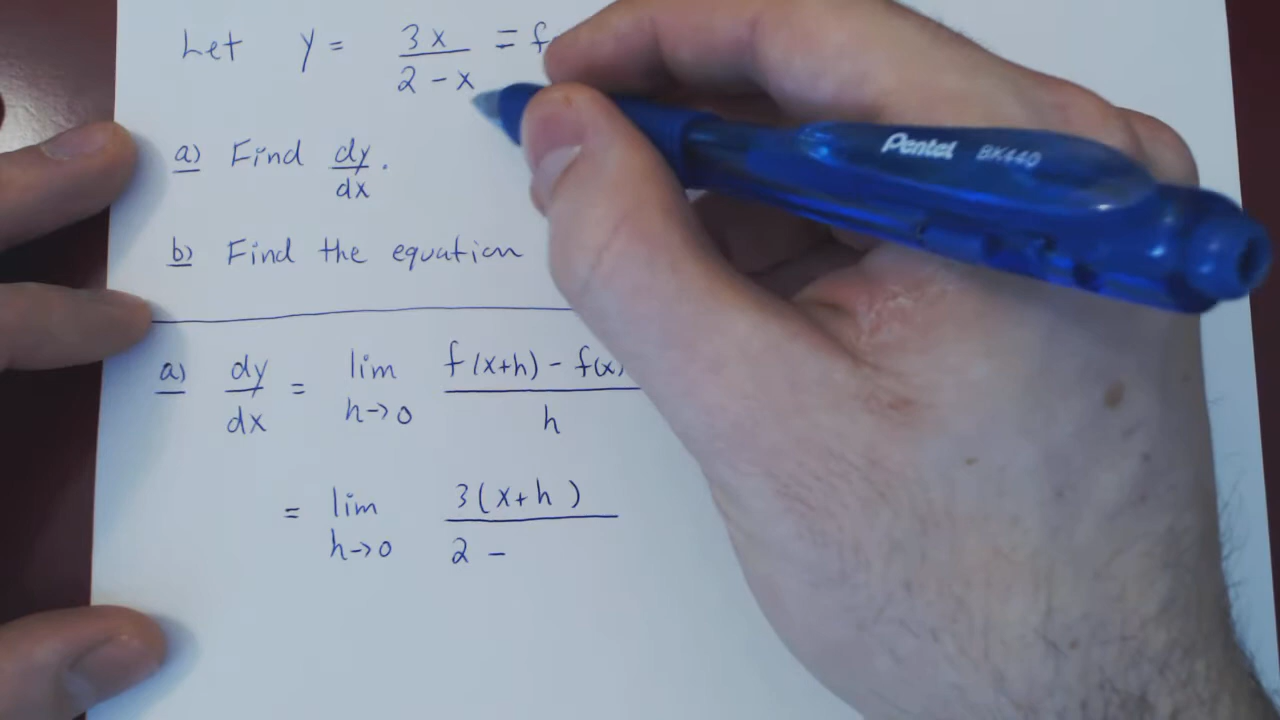 Let y = 3x / 2 - x = f
a) Find dy/dx.
b) Find the equation
a) dy/dx = lim h→0 f(x+h) - f(x) / h
= lim h→0 3(x+h) / 2 -
Pentel BK440